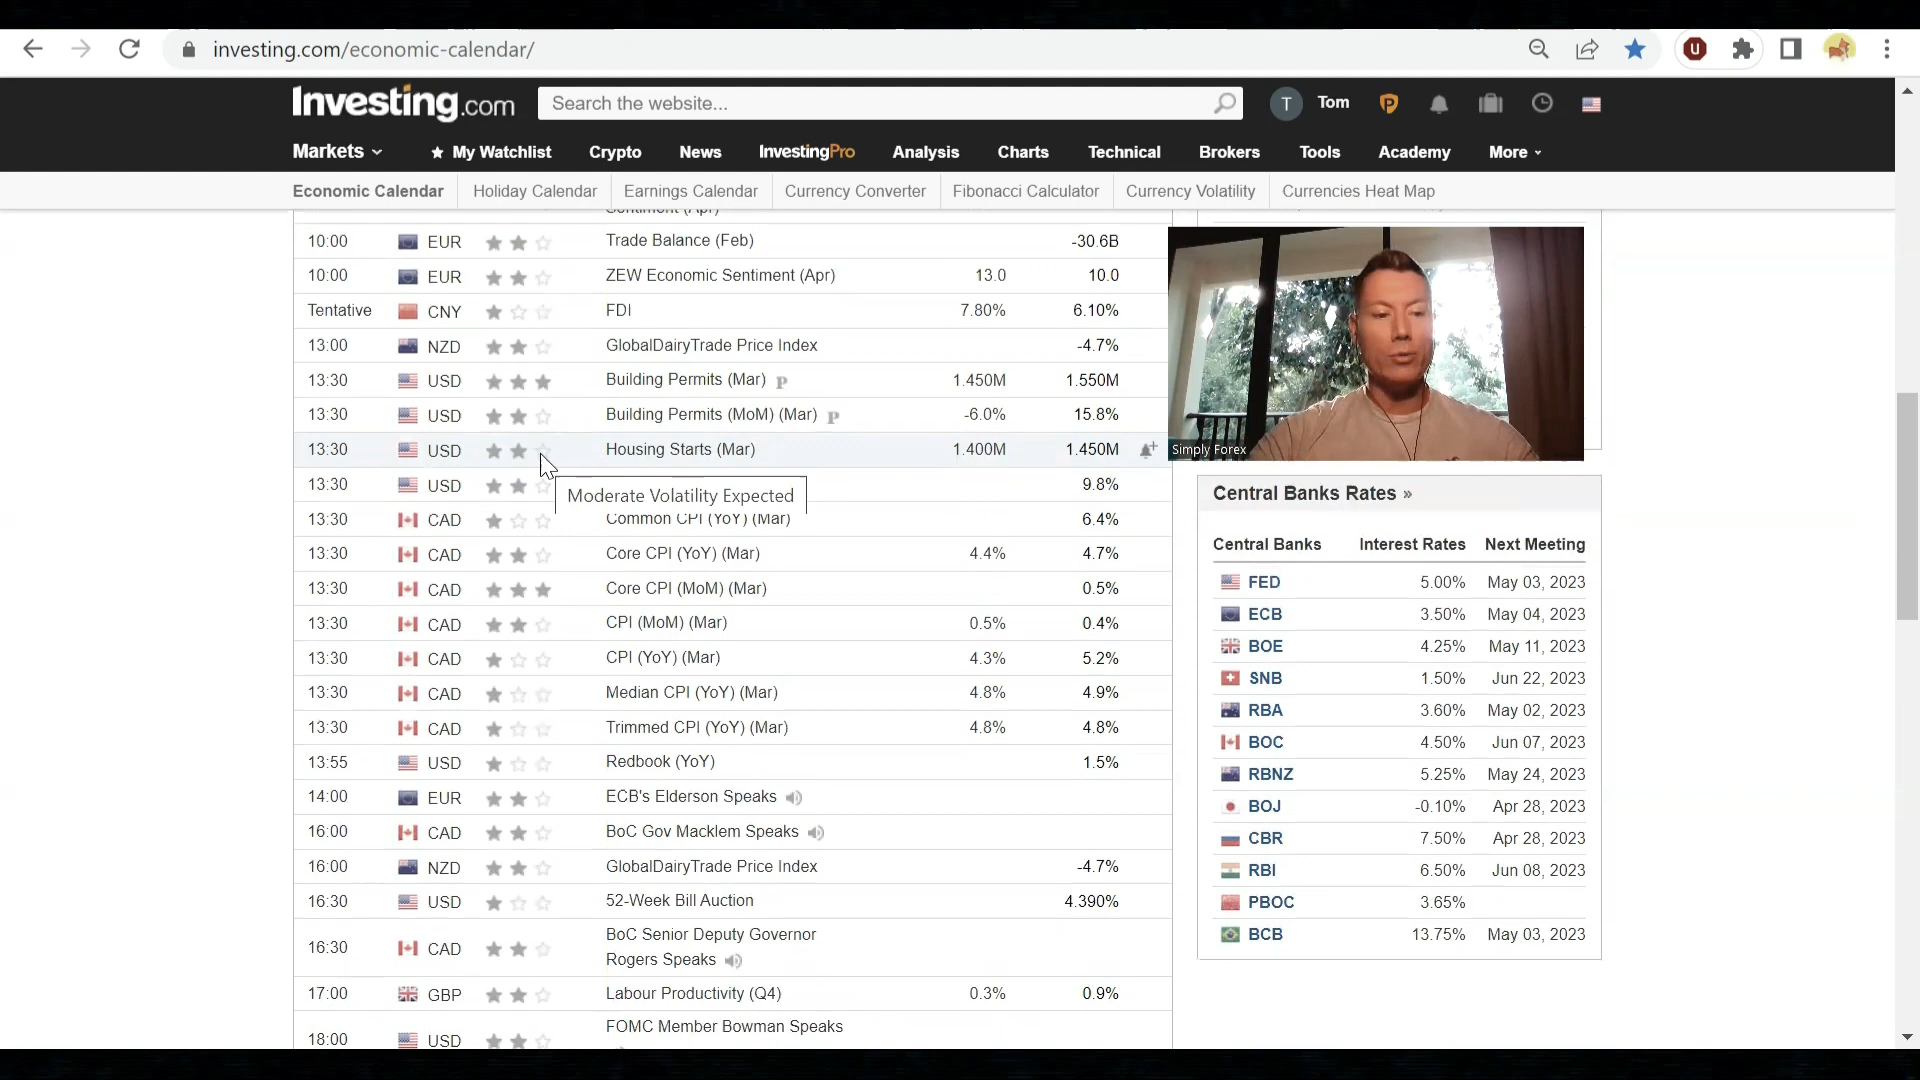 investing.com/economic-calendar/
Investing.com
Search the website...
T Tom
Markets My Watchlist Crypto News InvestingPro Analysis Charts Technical Brokers Tools Academy More
Economic Calendar Holiday Calendar Earnings Calendar Currency Converter Fibonacci Calculator Currency Volatility Currencies Heat Map
Sentiment (Apr)
10:00 EUR Trade Balance (Feb) -30.6B
10:00 EUR ZEW Economic Sentiment (Apr) 13.0 10.0
Tentative CNY FDI 7.80% 6.10%
13:00 NZD GlobalDairyTrade Price Index -4.7%
13:30 USD Building Permits (Mar) P 1.450M 1.550M
13:30 USD Building Permits (MoM) (Mar) P -6.0% 15.8%
13:30 USD Housing Starts (Mar) 1.400M 1.450M
13:30 USD 9.8%
Moderate Volatility Expected
13:30 CAD Common CPI (YoY) (Mar) 6.4%
13:30 CAD Core CPI (YoY) (Mar) 4.4% 4.7%
13:30 CAD Core CPI (MoM) (Mar) 0.5%
13:30 CAD CPI (MoM) (Mar) 0.5% 0.4%
13:30 CAD CPI (YoY) (Mar) 4.3% 5.2%
13:30 CAD Median CPI (YoY) (Mar) 4.8% 4.9%
13:30 CAD Trimmed CPI (YoY) (Mar) 4.8% 4.8%
13:55 USD Redbook (YoY) 1.5%
14:00 EUR ECB's Elderson Speaks
16:00 CAD BoC Gov Macklem Speaks
16:00 NZD GlobalDairyTrade Price Index -4.7%
16:30 USD 52-Week Bill Auction 4.390%
16:30 CAD BoC Senior Deputy Governor
Rogers Speaks
17:00 GBP Labour Productivity (Q4) 0.3% 0.9%
18:00 USD FOMC Member Bowman Speaks
Simply Forex
Central Banks Rates »
Central Banks Interest Rates Next Meeting
FED 5.00% May 03, 2023
ECB 3.50% May 04, 2023
BOE 4.25% May 11, 2023
SNB 1.50% Jun 22, 2023
RBA 3.60% May 02, 2023
BOC 4.50% Jun 07, 2023
RBNZ 5.25% May 24, 2023
BOJ -0.10% Apr 28, 2023
CBR 7.50% Apr 28, 2023
RBI 6.50% Jun 08, 2023
PBOC 3.65%
BCB 13.75% May 03, 2023